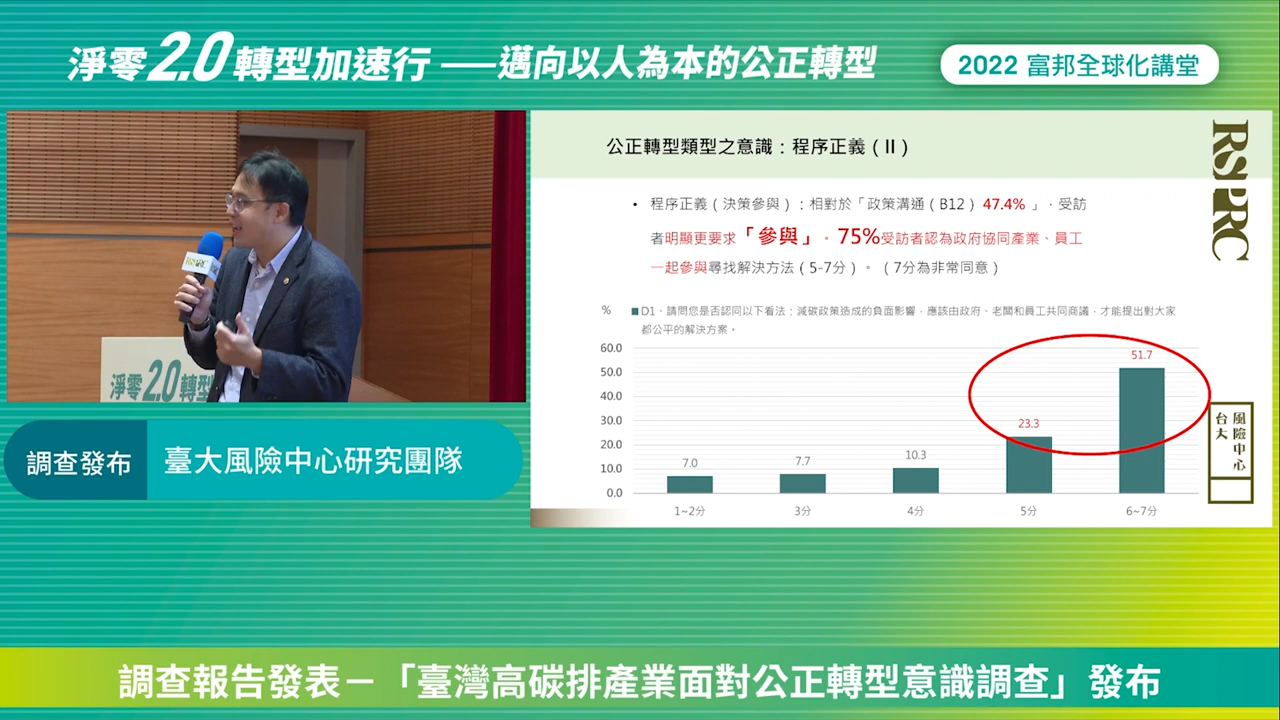 淨零2.0轉型加速行——邁向以人為本的公正轉型
2022 富邦全球化講堂
RSPRC
淨零2.0轉型
調查發布
臺大風險中心研究團隊
公正轉型類型之意識：程序正義（II）
RSPRC
• 程序正義（決策參與）：相對於「政策溝通（B12）47.4% 」，受訪
者明顯更要求「參與」。75%受訪者認為政府協同產業、員工
一起參與尋找解決方法（5-7分）。（7分為非常同意）
%
D1、請問您是否認同以下看法：減碳政策造成的負面影響，應該由政府、老闆和員工共同商議，才能提出對大家
都公平的解決方案。
60.0
50.0
40.0
30.0
20.0
10.0
0.0
7.0
7.7
10.3
23.3
51.7
1~2分
3分
4分
5分
6~7分
台大
風險中心
調查報告發表－「臺灣高碳排產業面對公正轉型意識調查」發布